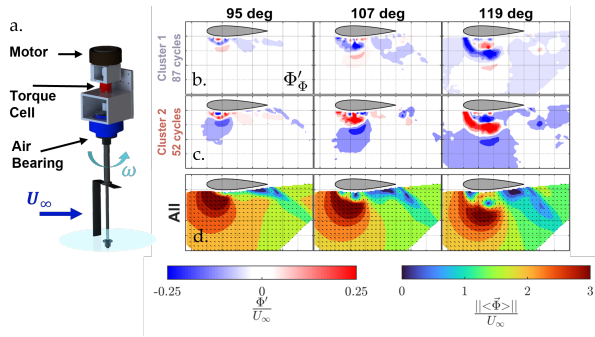 a.
Motor
Torque
Cell
Air
Bearing
ω
U∞
95 deg
107 deg
119 deg
Cluster 1
87 cycles
b.
Φ′Φ
Cluster 2
52 cycles
c.
All
d.
-0.25
0
0.25
Φ′
U∞
0
1
2
3
||<Φ⃗>||
U∞